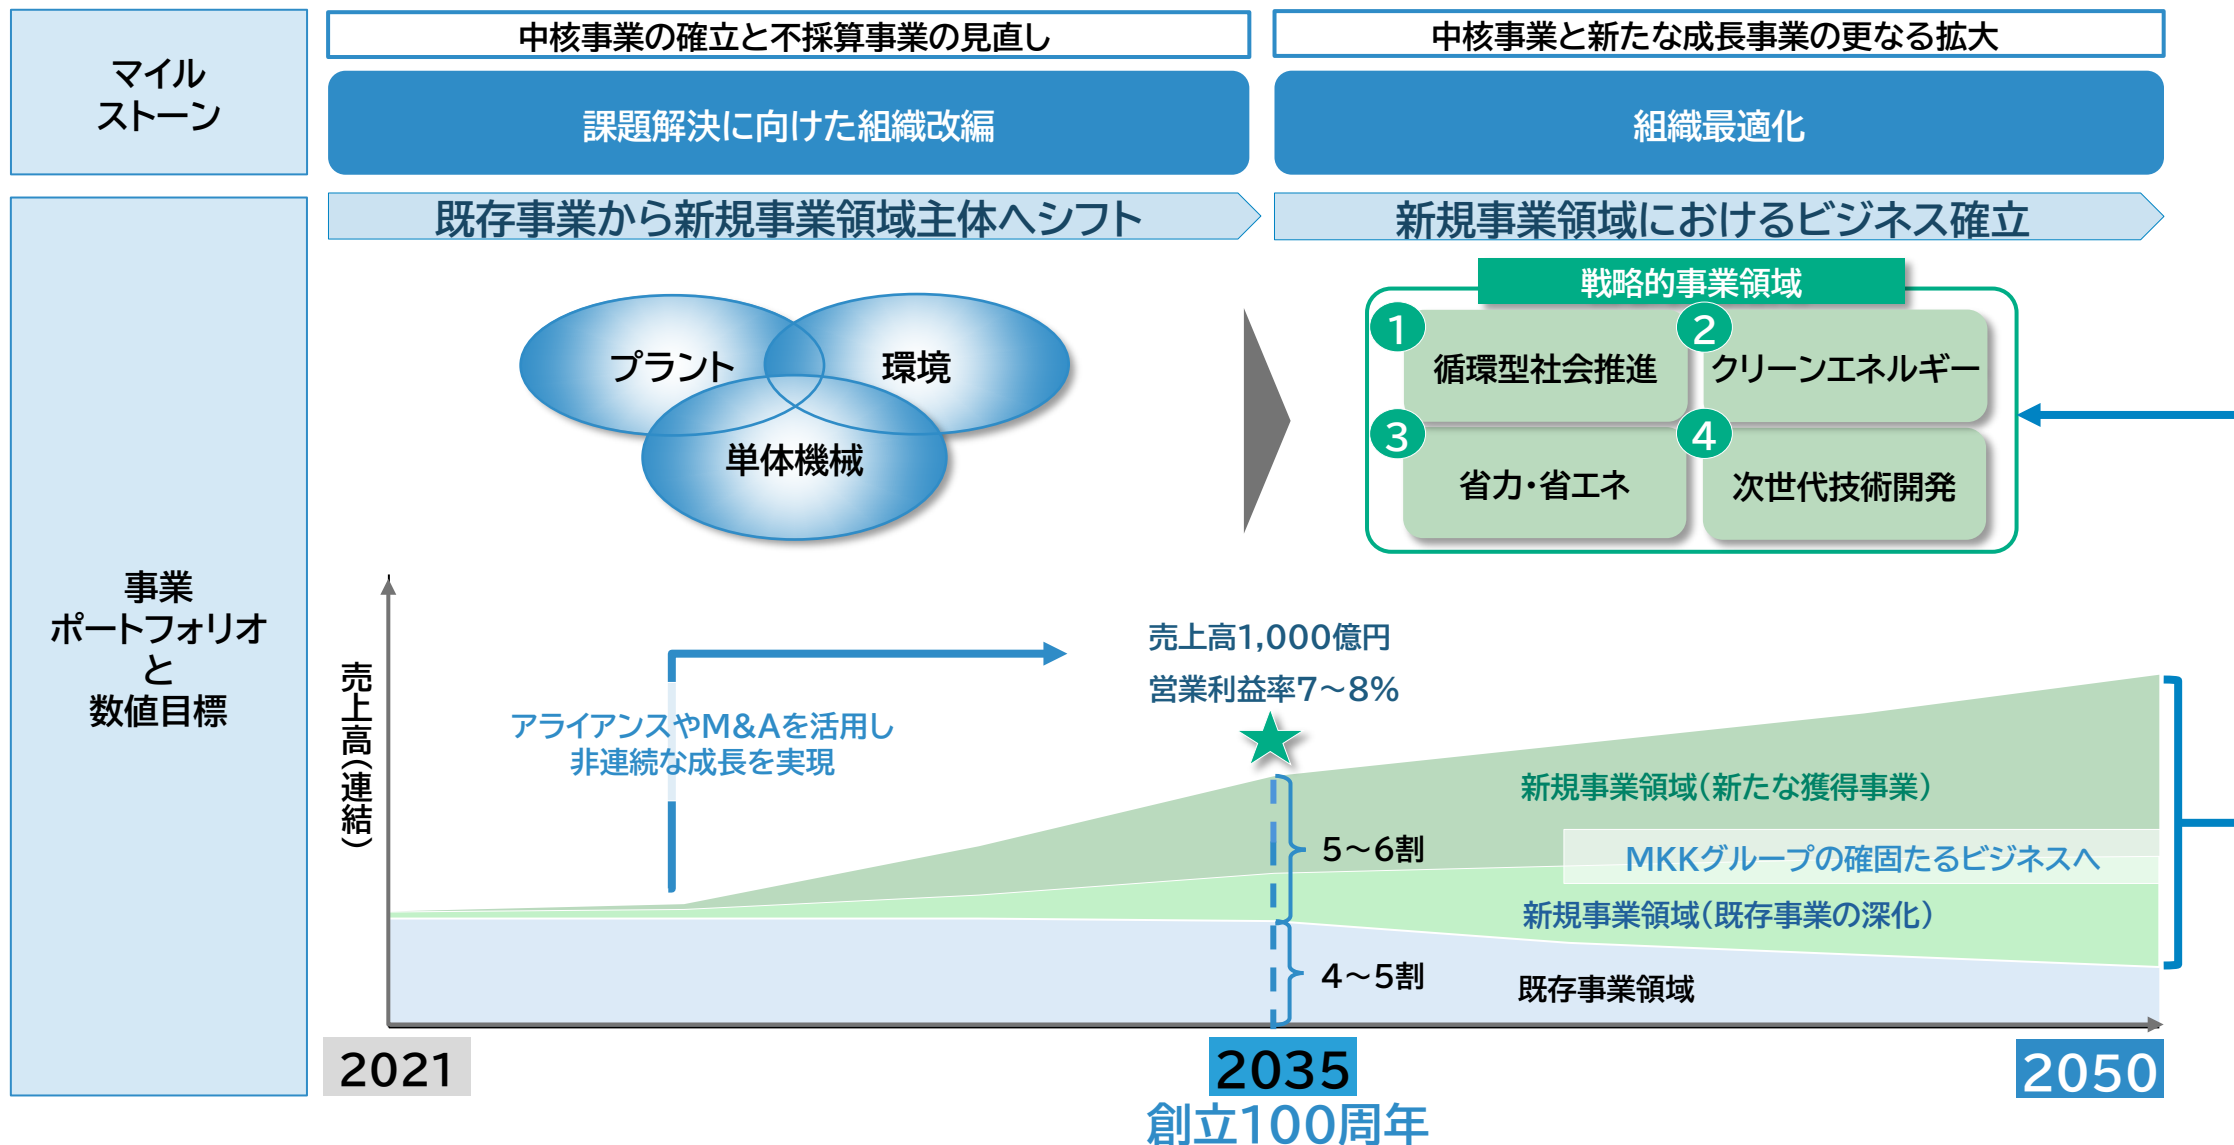 マイル
ストーン
中核事業の確立と不採算事業の見直し
中核事業と新たな成長事業の更なる拡大
課題解決に向けた組織改編
組織最適化
事業
ポートフォリオ
と
数値目標
既存事業から新規事業領域主体へシフト
新規事業領域におけるビジネス確立
プラント
環境
単体機械
戦略的事業領域
1
循環型社会推進
2
クリーンエネルギー
3
省力・省エネ
4
次世代技術開発
売上高(連結)
アライアンスやM&Aを活用し
非連続な成長を実現
売上高1,000億円
営業利益率7～8%
5～6割
4～5割
新規事業領域(新たな獲得事業)
MKKグループの確固たるビジネスへ
新規事業領域(既存事業の深化)
既存事業領域
2021
2035
創立100周年
2050